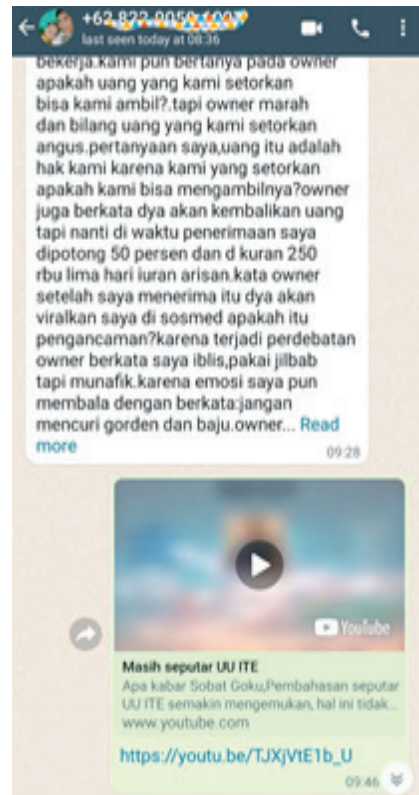 last seen today at 08:36
bekerja.kami pun bertanya pada owner
apakah uang yang kami setorkan
bisa kami ambil?.tapi owner marah
dan bilang uang yang kami setorkan
angus.pertanyaan saya,uang itu adalah
hak kami karena kami yang setorkan
apakah kami bisa mengambilnya?owner
juga berkata dya akan kembalikan uang
tapi nanti di waktu penerimaan saya
dipotong 50 persen dan d kuran 250
rbu lima hari iuran arisan.kata owner
setelah saya menerima itu dya akan
viralkan saya di sosmed apakah itu
pengancaman?karena terjadi perdebatan
owner berkata saya iblis,pakai jilbab
tapi munafik.karena emosi saya pun
membala dengan berkata:jangan
mencuri gorden dan baju.owner... Read
more
09:28
YouTube
Masih seputar UU ITE
Apa kabar Sobat Goku,Pembahasan seputar
UU ITE semakin mengemukan, hal ini tidak...
www.youtube.com
https://youtu.be/TJXjVtE1b_U
09:46